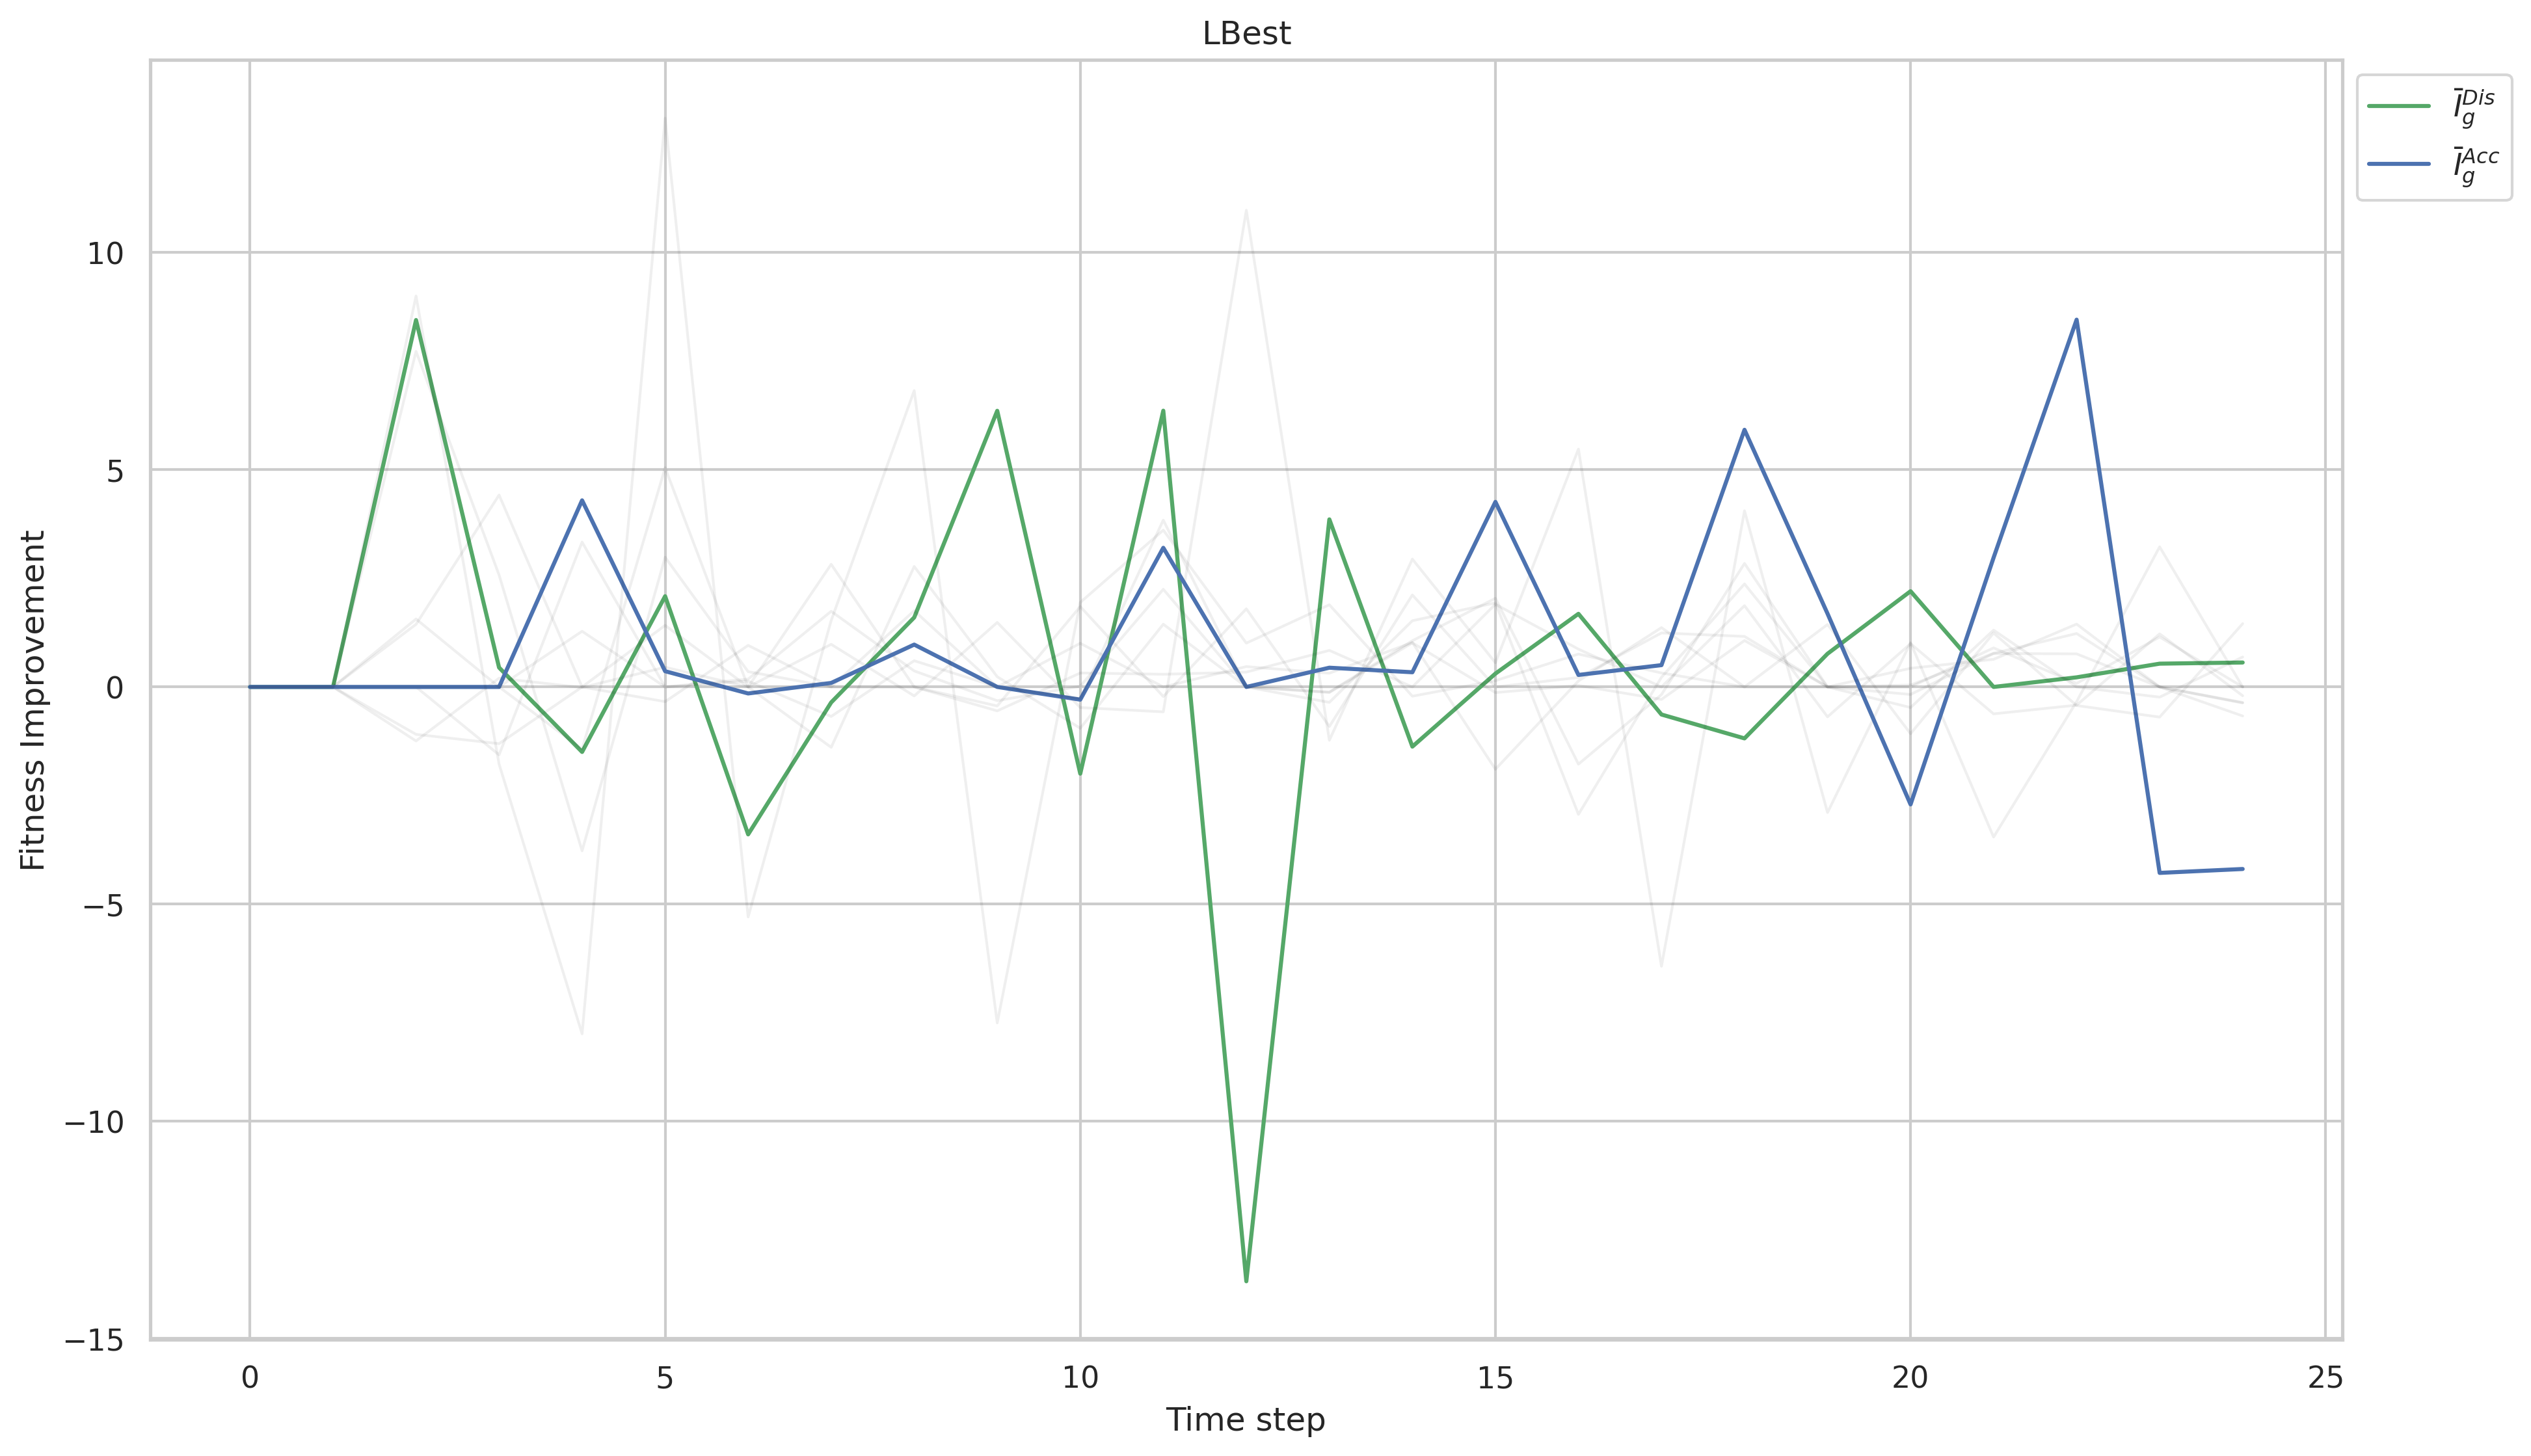 LBest
Ī_g^Dis
Ī_g^Acc
Fitness Improvement
10
5
0
−5
−10
−15
0 5 10 15 20 25
Time step